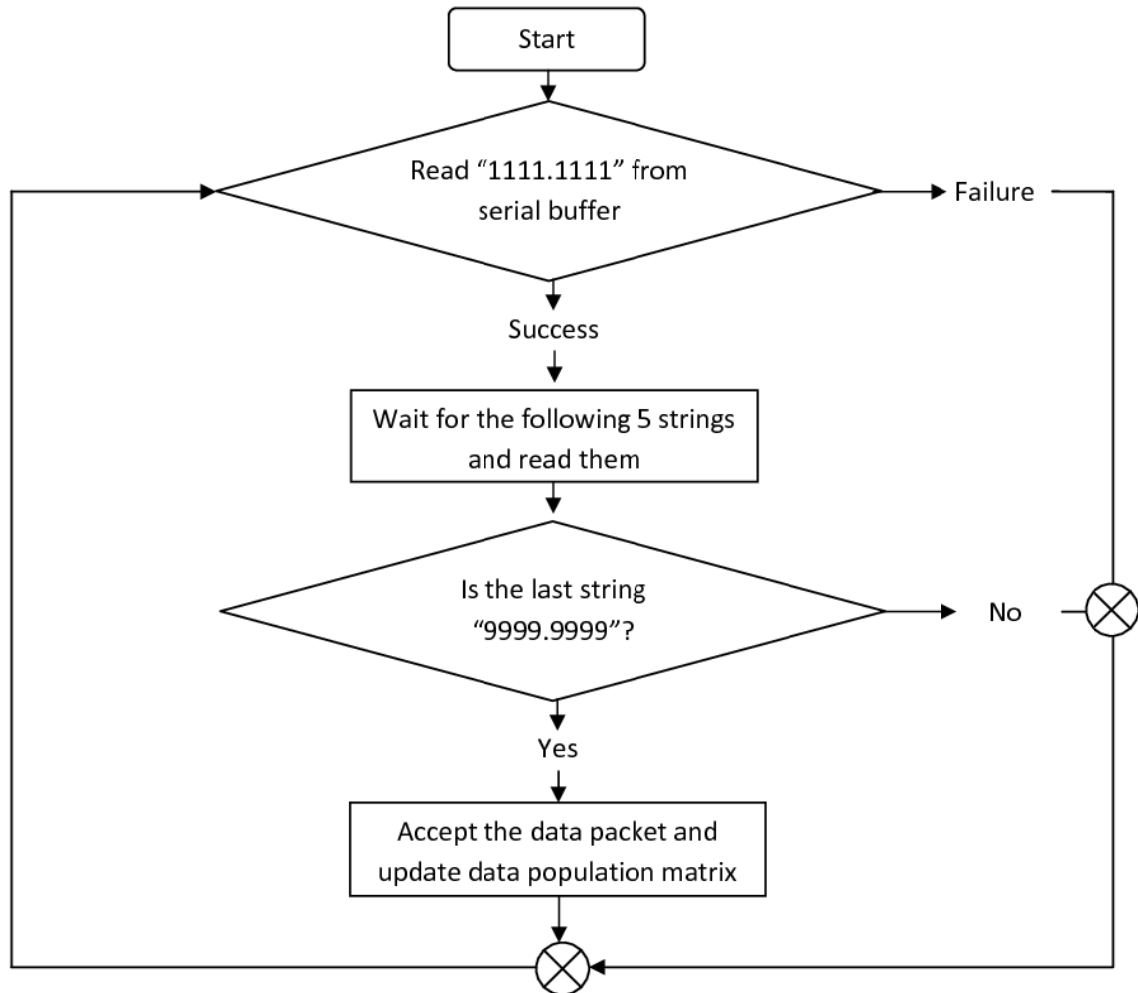 Start
Read “1111.1111” from
serial buffer
Failure
Success
Wait for the following 5 strings
and read them
Is the last string
“9999.9999”?
No
Yes
Accept the data packet and
update data population matrix